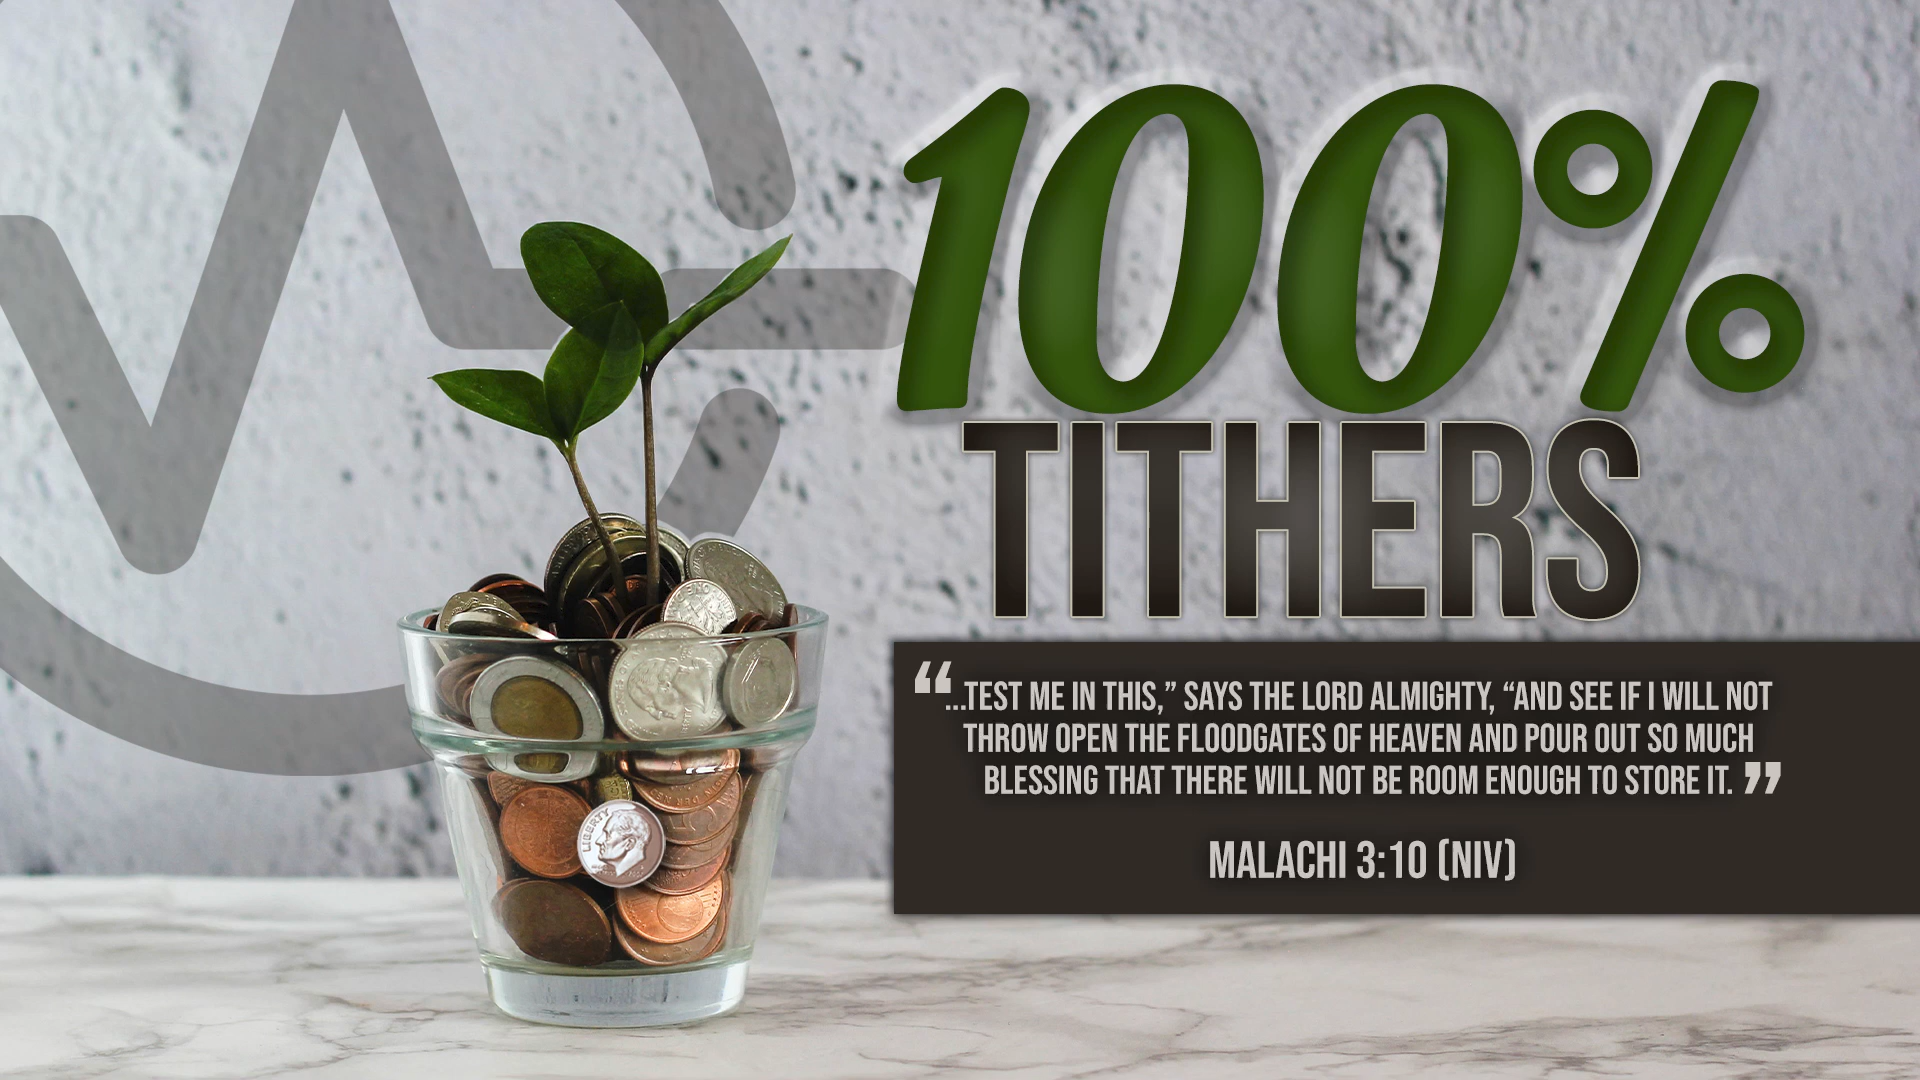 100%
TITHERS
“...TEST ME IN THIS,” SAYS THE LORD ALMIGHTY, “AND SEE IF I WILL NOT
THROW OPEN THE FLOODGATES OF HEAVEN AND POUR OUT SO MUCH
BLESSING THAT THERE WILL NOT BE ROOM ENOUGH TO STORE IT. ”
MALACHI 3:10 (NIV)
LIBERTY